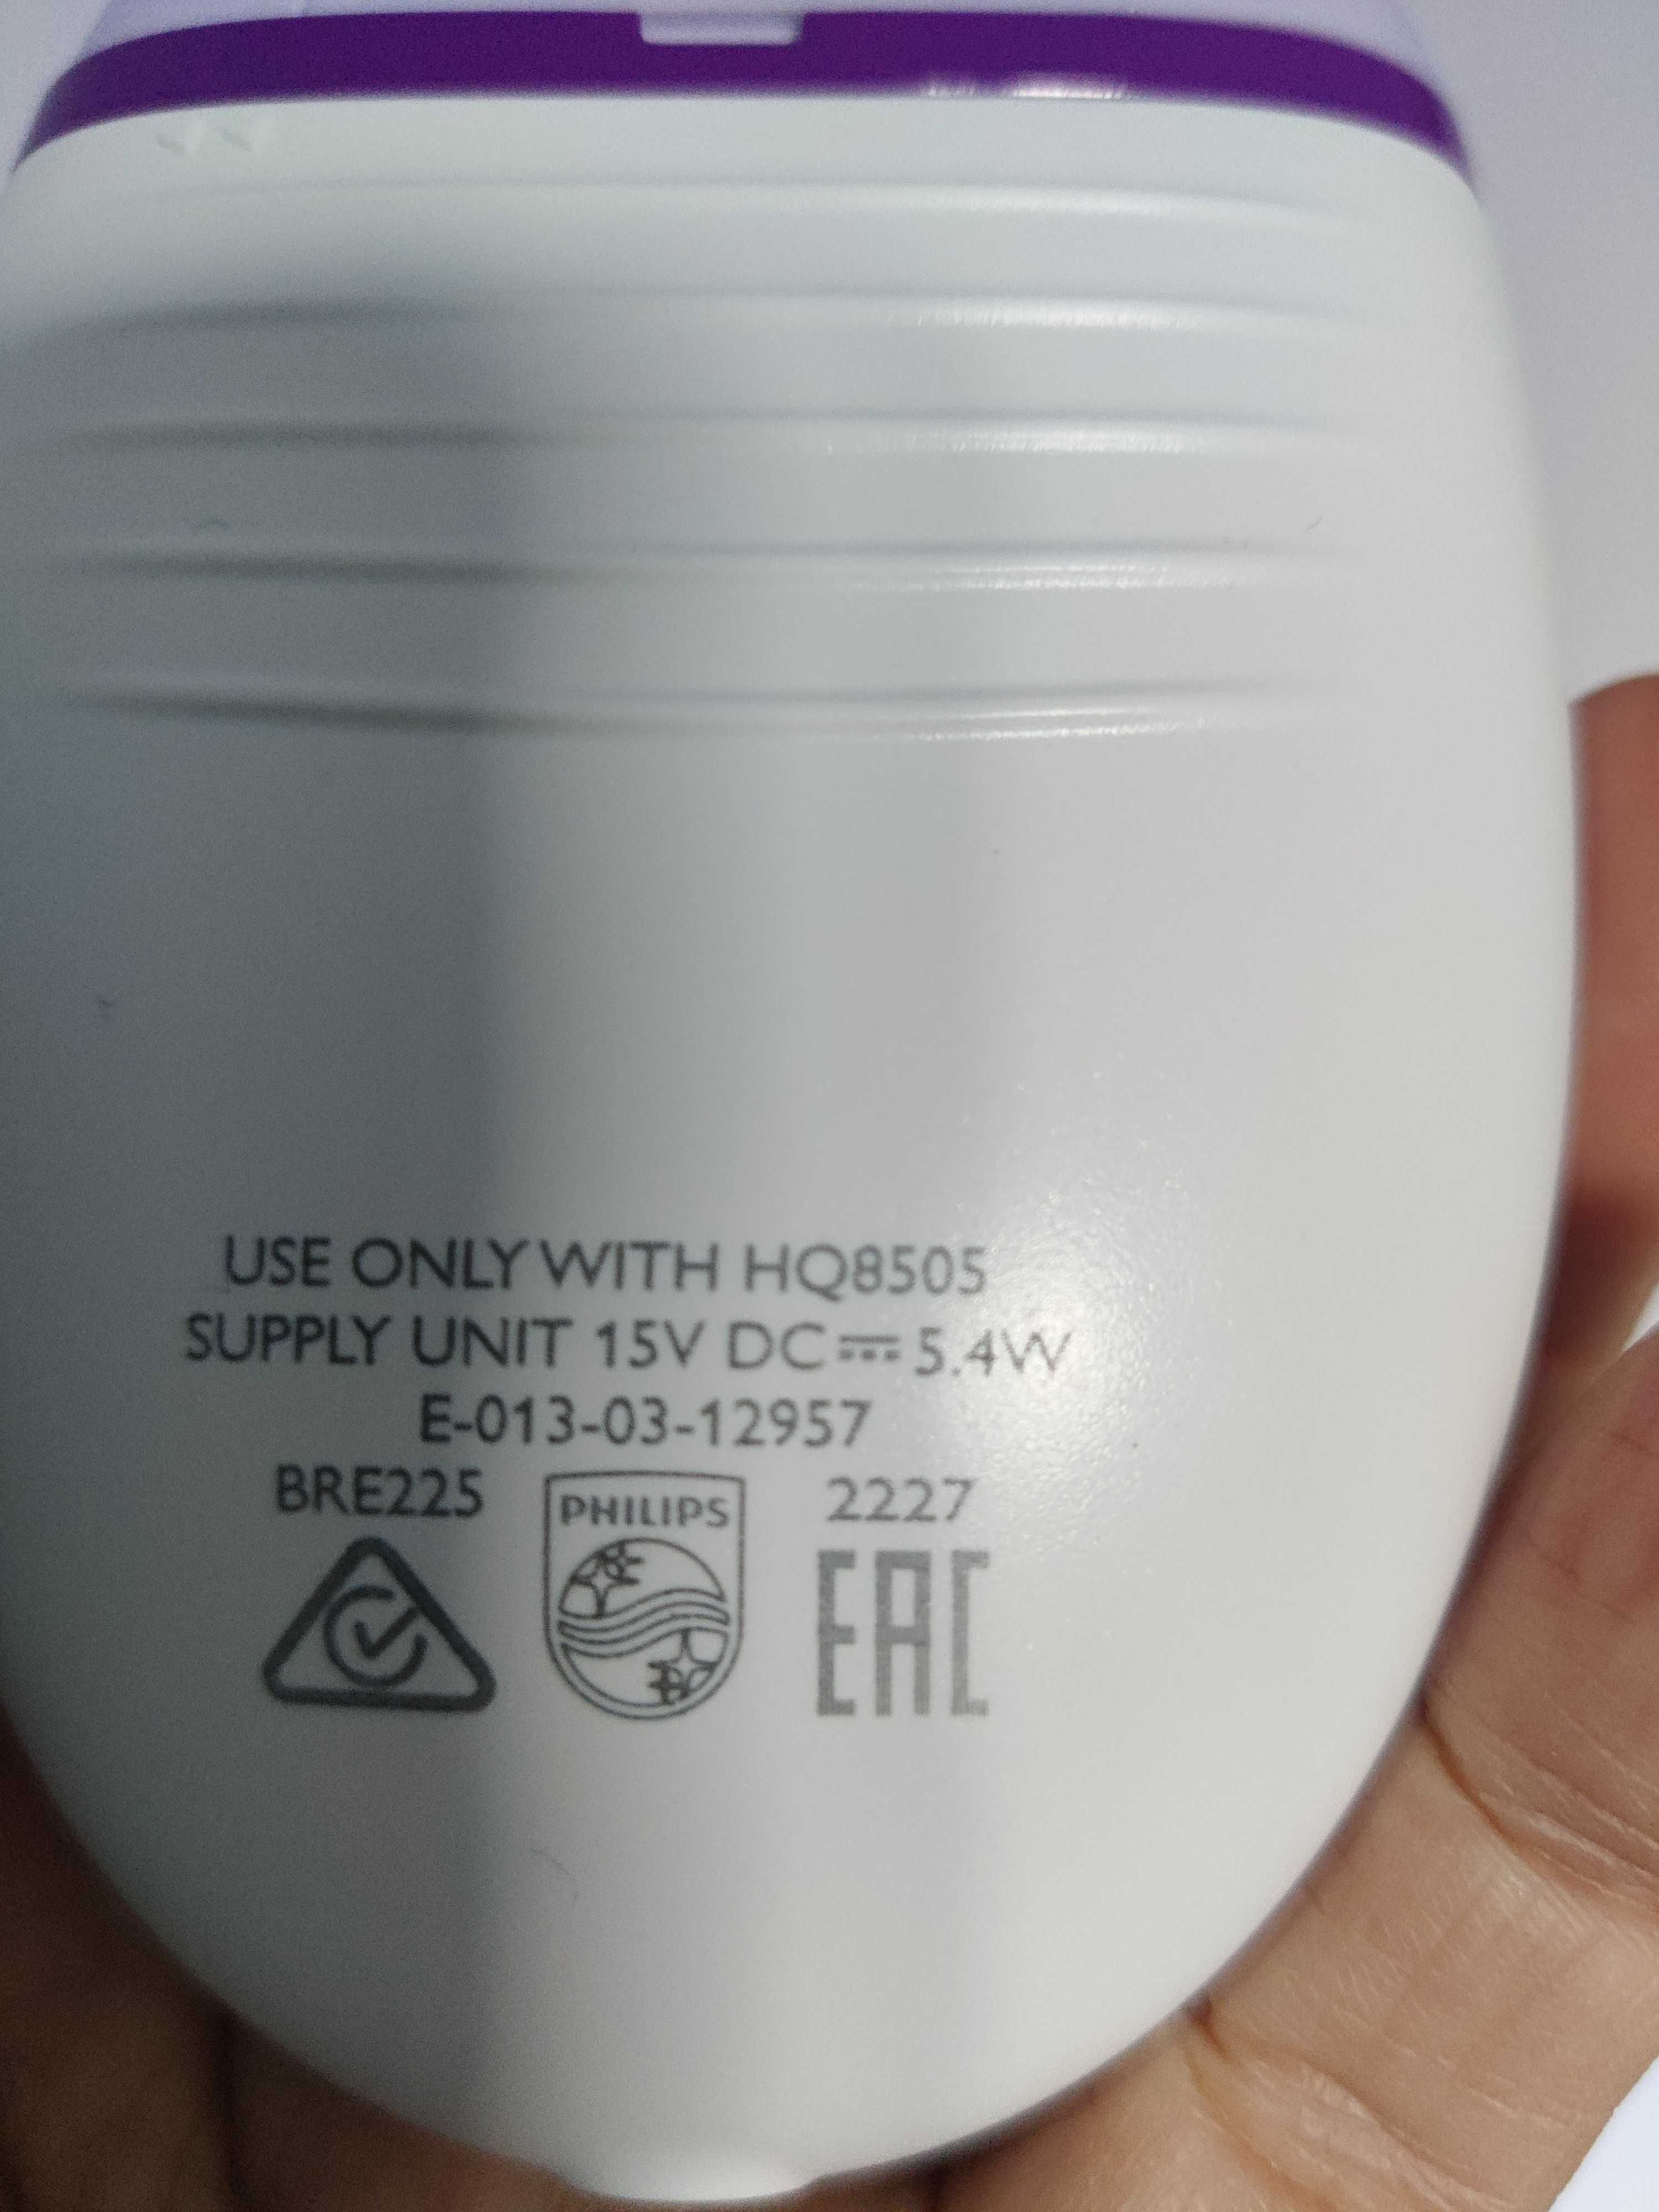 USE ONLY WITH HQ8505
SUPPLY UNIT 15V DC⎓5.4W
E-013-03-12957
BRE225 PHILIPS 2227
EAC